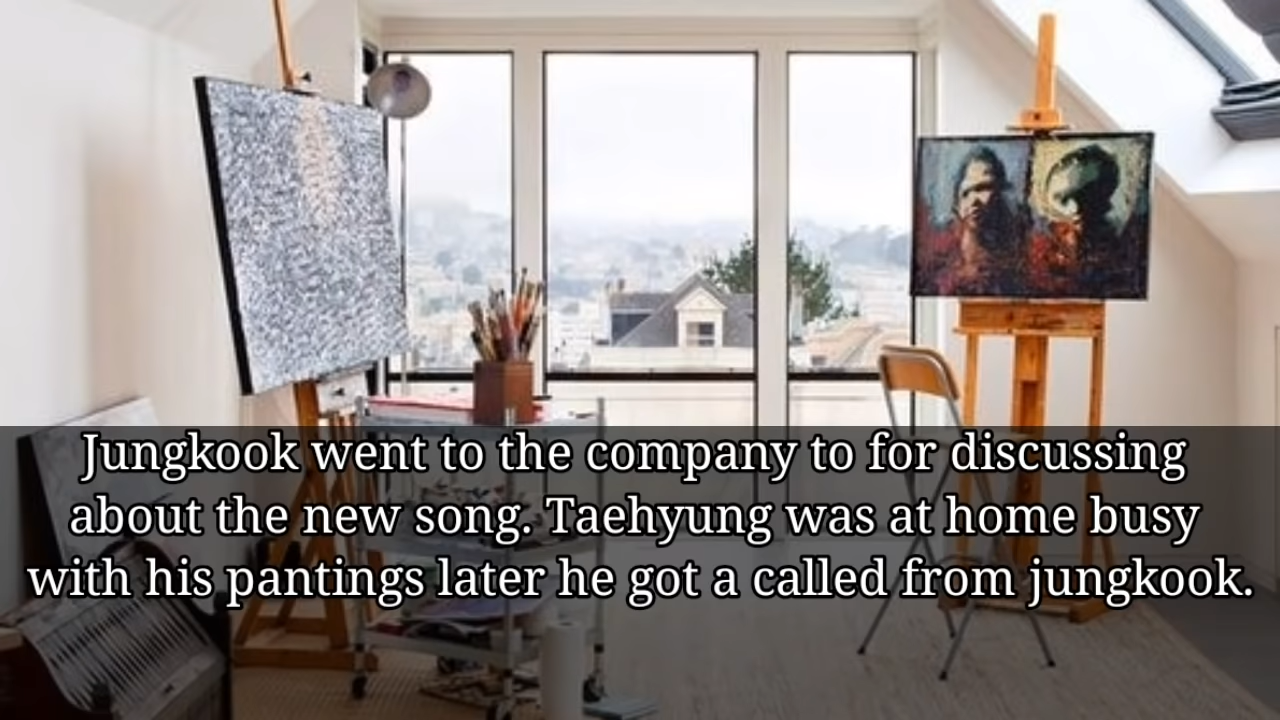 Jungkook went to the company to for discussing
about the new song. Taehyung was at home busy
with his pantings later he got a called from jungkook.